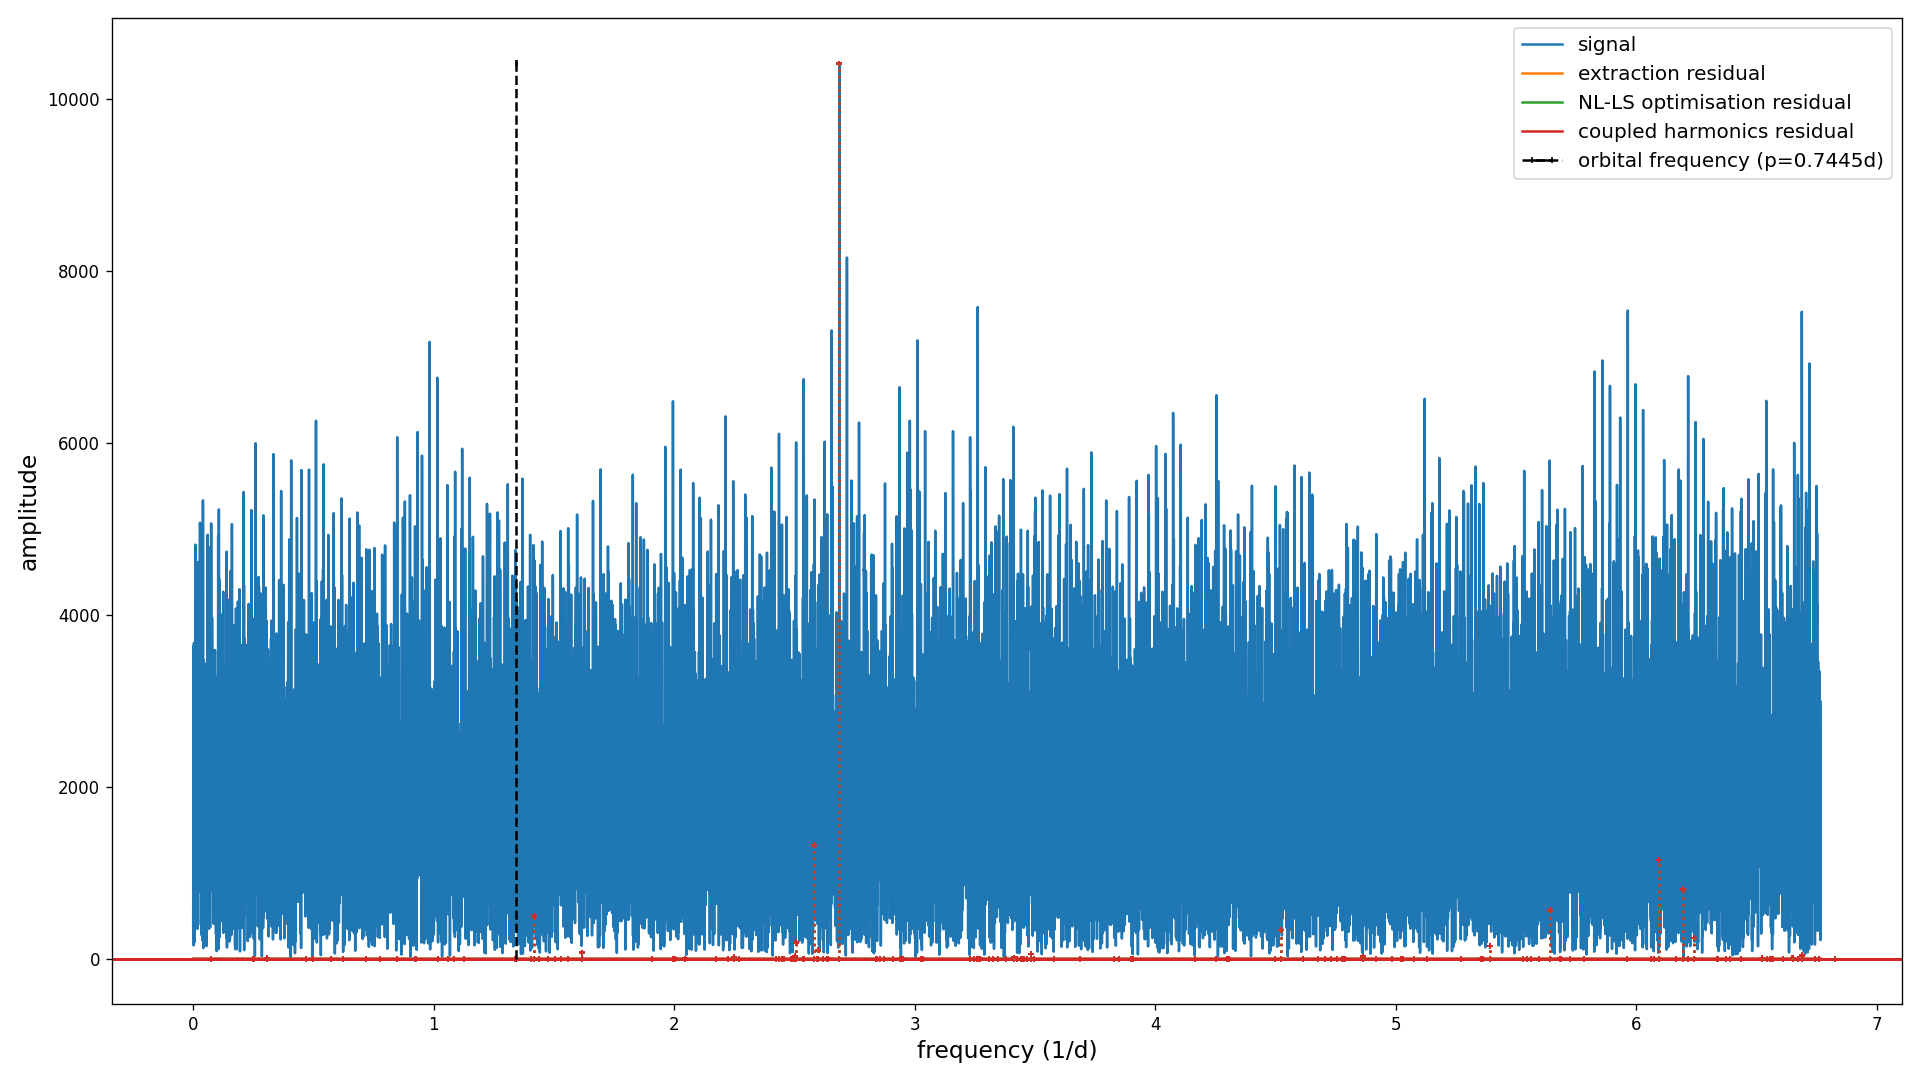 signal
extraction residual
NL-LS optimisation residual
coupled harmonics residual
orbital frequency (p=0.7445d)
amplitude
10000
8000
6000
4000
2000
0
0 1 2 3 4 5 6 7
frequency (1/d)